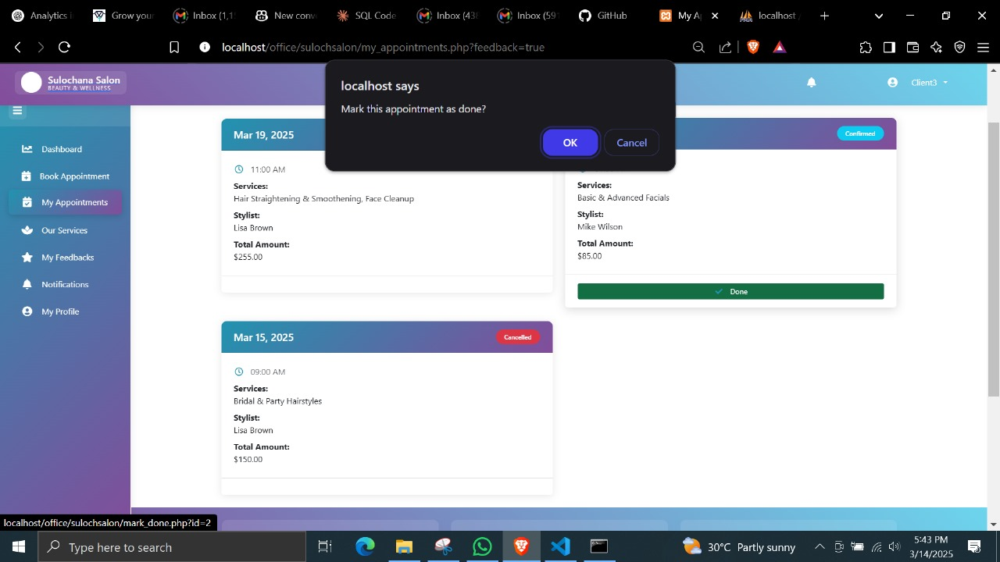 Analytics
Grow your
Inbox (1,1
New conv
SQL Code
Inbox (43
Inbox (591
GitHub
My A
localhost
localhost/office/sulochsalon/my_appointments.php?feedback=true
Sulochana Salon
BEAUTY & WELLNESS
Client3
localhost says
Mark this appointment as done?
OK
Cancel
Dashboard
Book Appointment
My Appointments
Our Services
My Feedbacks
Notifications
My Profile
Mar 19, 2025
11:00 AM
Services:
Hair Straightening & Smoothening, Face Cleanup
Stylist:
Lisa Brown
Total Amount:
$255.00
Confirmed
Services:
Basic & Advanced Facials
Stylist:
Mike Wilson
Total Amount:
$85.00
Done
Mar 15, 2025
Cancelled
09:00 AM
Services:
Bridal & Party Hairstyles
Stylist:
Lisa Brown
Total Amount:
$150.00
localhost/office/sulochsalon/mark_done.php?id=2
Type here to search
30°C Partly sunny
5:43 PM
3/14/2025